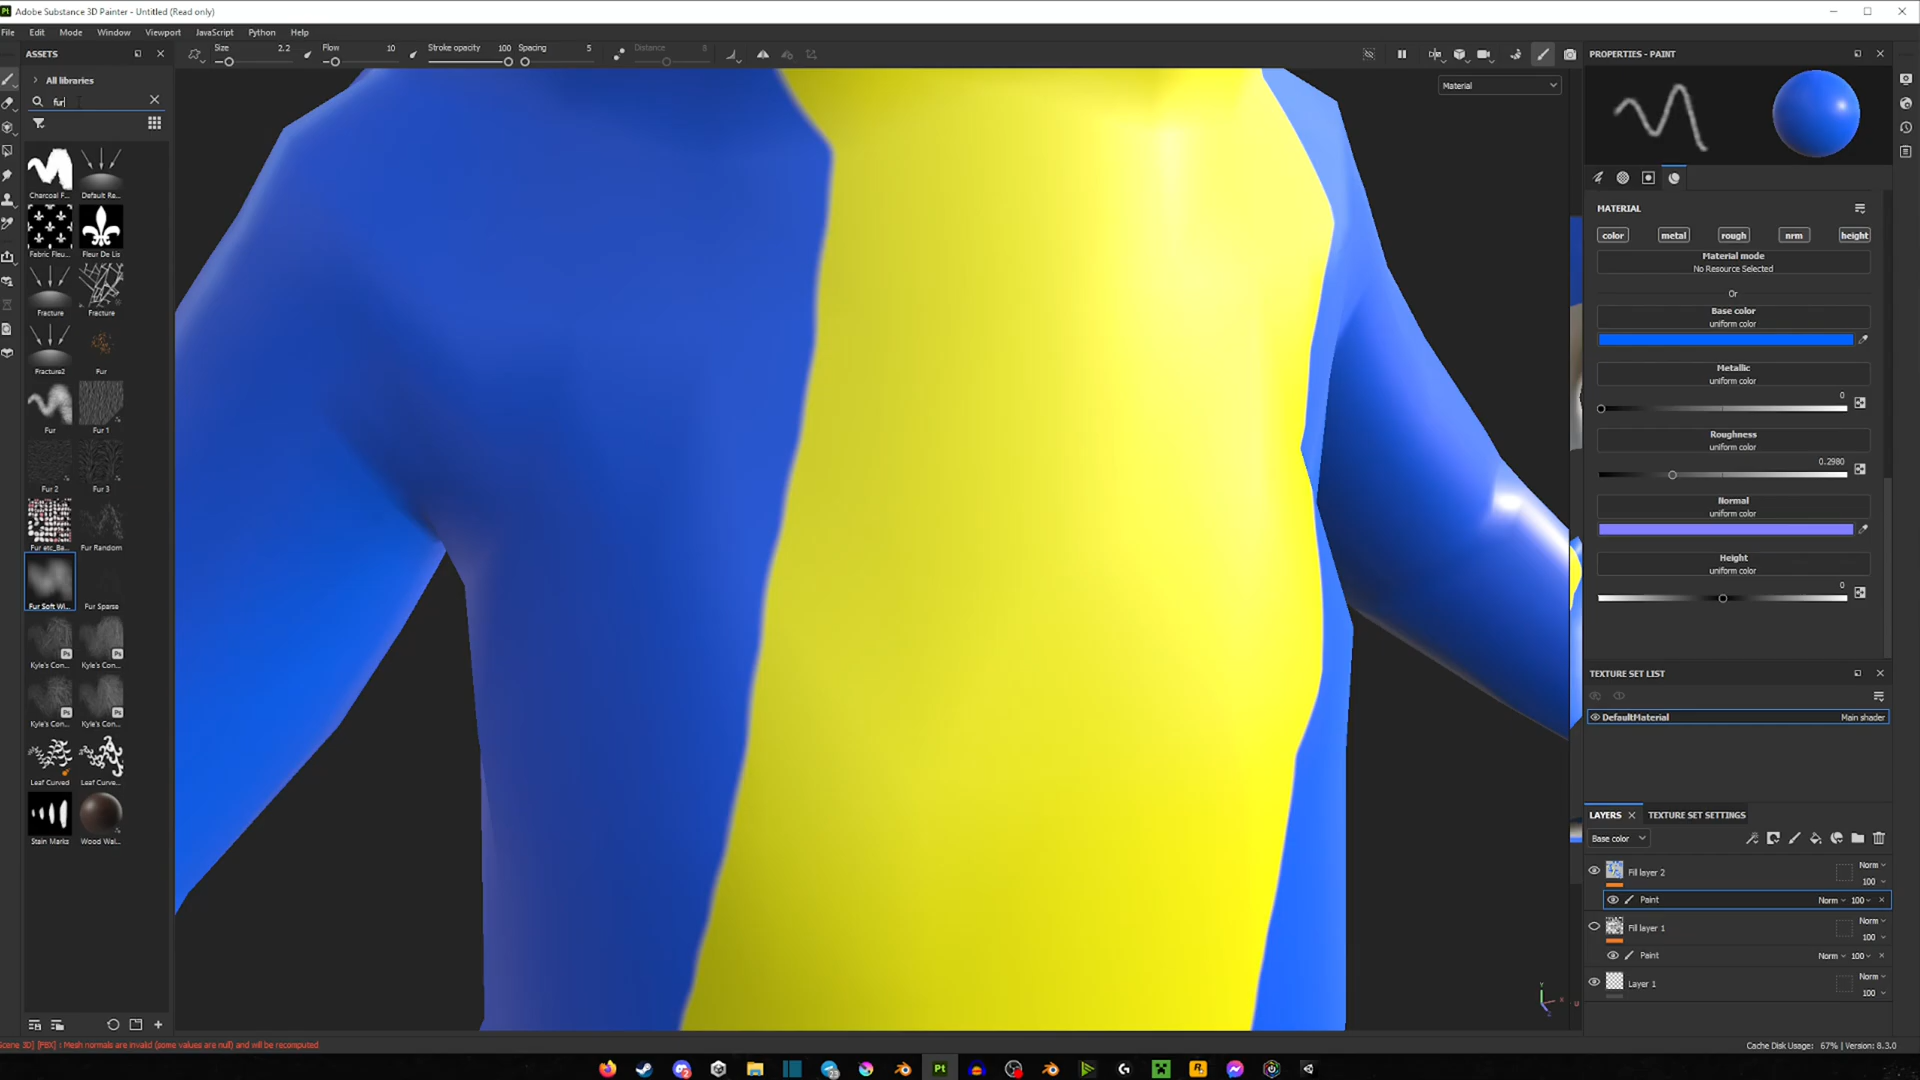 Pt Adobe Substance 3D Painter - Untitled (Read only)
File Edit Mode Window Viewport JavaScript Python Help
ASSETS
All libraries
fur
Charcoal F... Default Ra...
Fabric Fleu... Fleur De Lis
Fracture Fracture
Fracture2 Fur
Fur Fur 1
Fur 2 Fur 3
Fur etc_Ba... Fur Random
Fur Soft Wi... Fur Sparse
Ps Ps
Kyle's Con... Kyle's Con...
Ps Ps
Kyle's Con... Kyle's Con...
Leaf Curved Leaf Curve...
Stain Marks Wood Wal...
Size 2.2 Flow 10 Stroke opacity 100 Spacing 5 Distance 8
Material
PROPERTIES - PAINT
MATERIAL
color metal rough nrm height
Material mode
No Resource Selected
Or
Base color
uniform color
Metallic
uniform color
0
Roughness
uniform color
0.2980
Normal
uniform color
Height
uniform color
0
TEXTURE SET LIST
DefaultMaterial Main shader
LAYERS TEXTURE SET SETTINGS
Base color
Fill layer 2 Norm
100
Paint Norm 100
Fill layer 1 Norm
100
Paint Norm 100
Layer 1 Norm
100
Y
Scene 3D] [FBX] : Mesh normals are invalid (some values are null) and will be recomputed
Cache Disk Usage: 67% | Version: 8.3.0
Pt